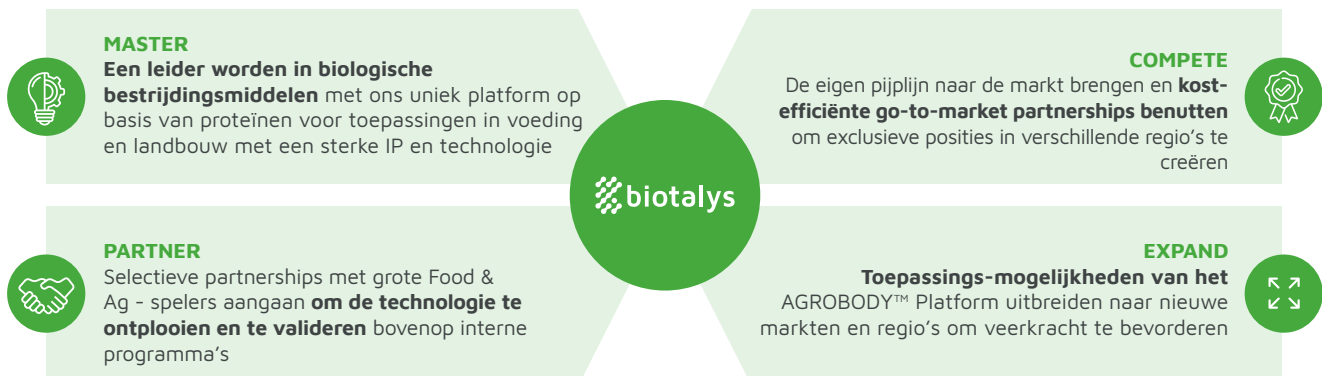 MASTER
Een leider worden in biologische
bestrijdingsmiddelen met ons uniek platform op
basis van proteïnen voor toepassingen in voeding
en landbouw met een sterke IP en technologie
COMPETE
De eigen pijplijn naar de markt brengen en kost-
efficiënte go-to-market partnerships benutten
om exclusieve posities in verschillende regio's te
creëren
biotalys
PARTNER
Selectieve partnerships met grote Food &
Ag - spelers aangaan om de technologie te
ontplooien en te valideren bovenop interne
programma's
EXPAND
Toepassings-mogelijkheden van het
AGROBODY™ Platform uitbreiden naar nieuwe
markten en regio's om veerkracht te bevorderen